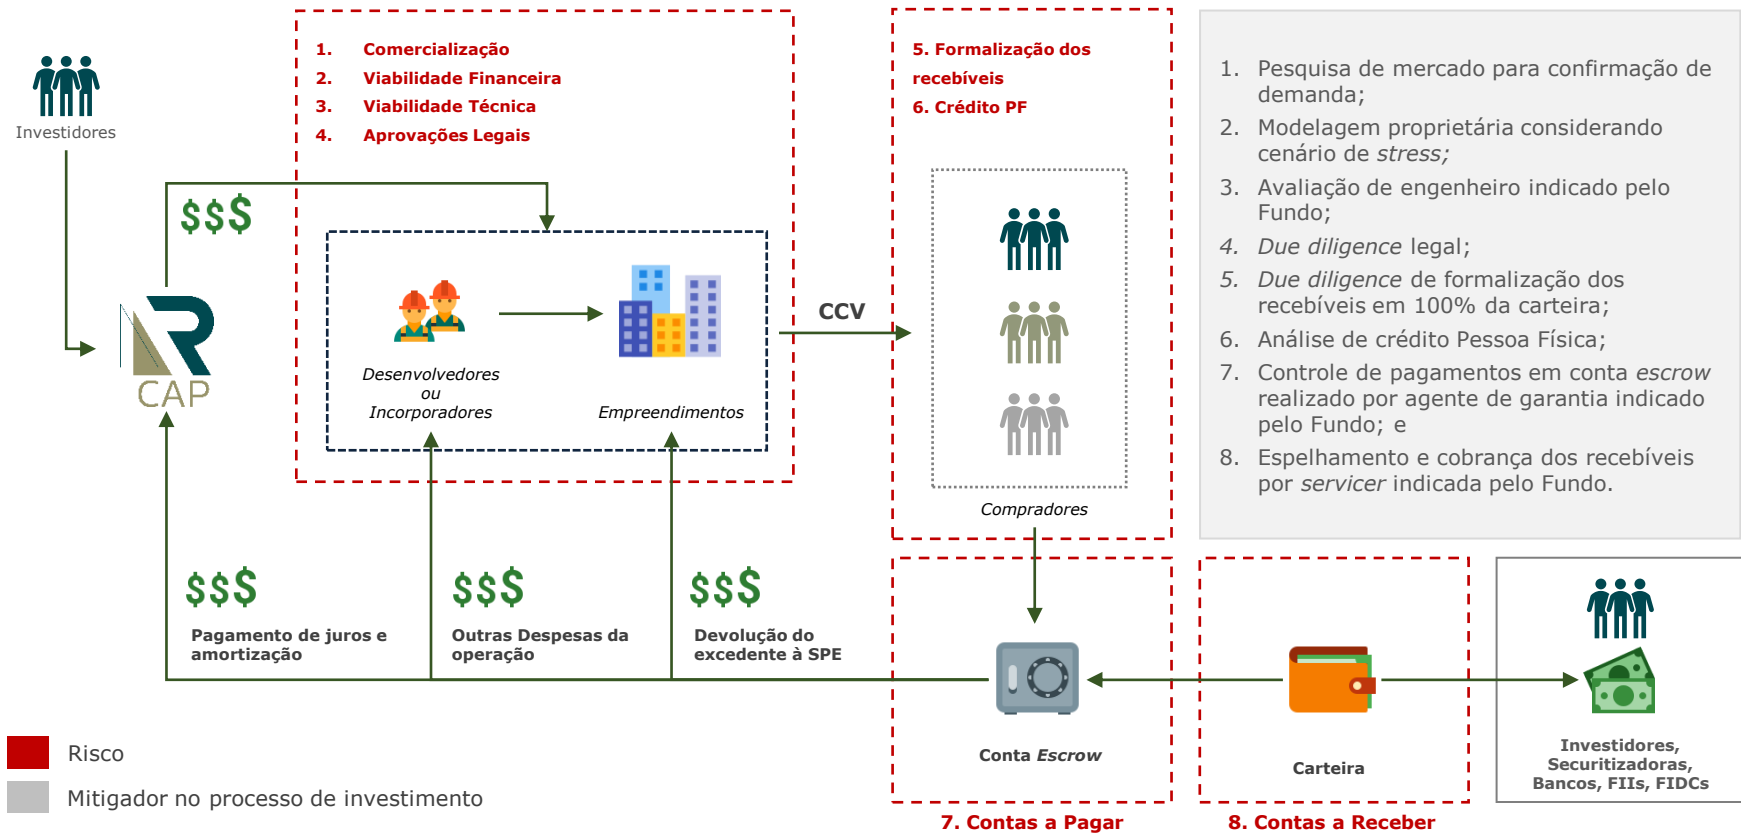 Investidores
1. Comercialização
2. Viabilidade Financeira
3. Viabilidade Técnica
4. Aprovações Legais
5. Formalização dos
recebíveis
6. Crédito PF
1. Pesquisa de mercado para confirmação de
demanda;
2. Modelagem proprietária considerando
cenário de stress;
3. Avaliação de engenheiro indicado pelo
Fundo;
4. Due diligence legal;
5. Due diligence de formalização dos
recebíveis em 100% da carteira;
6. Análise de crédito Pessoa Física;
7. Controle de pagamentos em conta escrow
realizado por agente de garantia indicado
pelo Fundo; e
8. Espelhamento e cobrança dos recebíveis
por servicer indicada pelo Fundo.
$$$
CAP
Desenvolvedores
ou
Incorporadores
Empreendimentos
CCV
Compradores
$$$
Pagamento de juros e
amortização
$$$
Outras Despesas da
operação
$$$
Devolução do
excedente à SPE
Conta Escrow
Carteira
Investidores,
Securitizadoras,
Bancos, FIIs, FIDCs
7. Contas a Pagar
8. Contas a Receber
Risco
Mitigador no processo de investimento